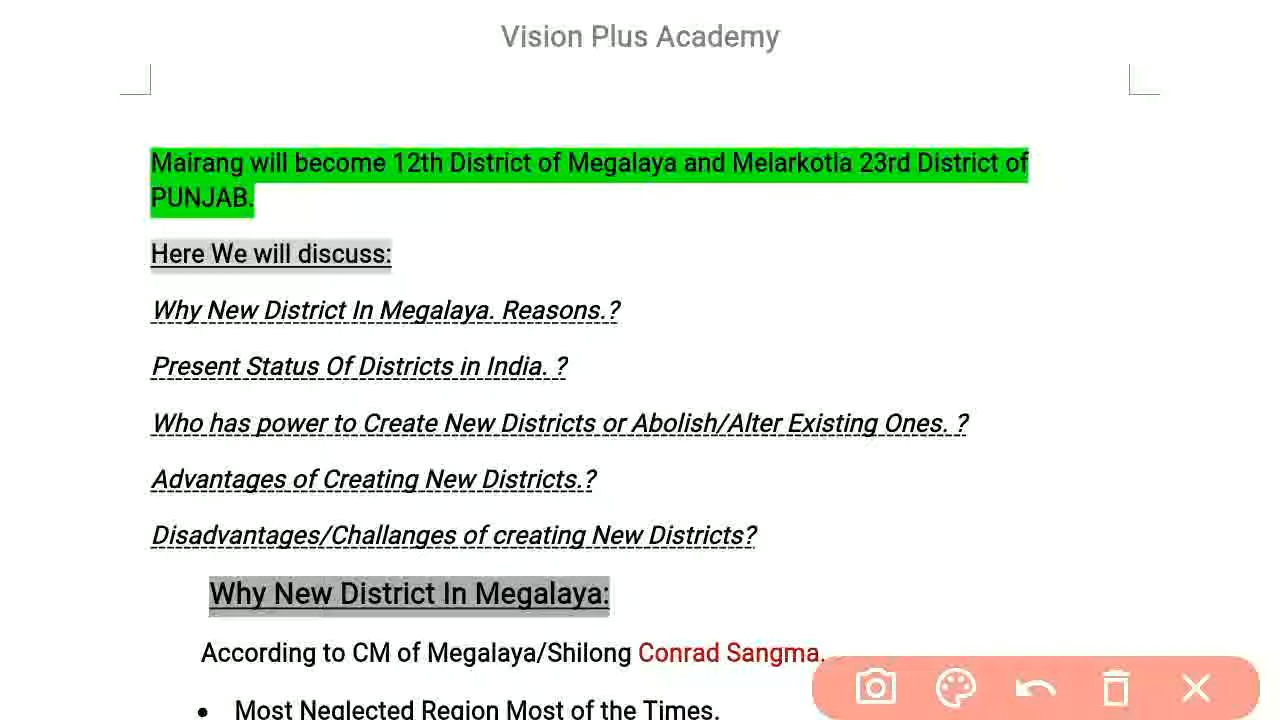 Vision Plus Academy
Mairang will become 12th District of Megalaya and Melarkotla 23rd District of
PUNJAB.
Here We will discuss:
Why New District In Megalaya. Reasons.?
Present Status Of Districts in India. ?
Who has power to Create New Districts or Abolish/Alter Existing Ones. ?
Advantages of Creating New Districts.?
Disadvantages/Challanges of creating New Districts?
Why New District In Megalaya:
According to CM of Megalaya/Shilong Conrad Sangma.
• Most Neglected Region Most of the Times.